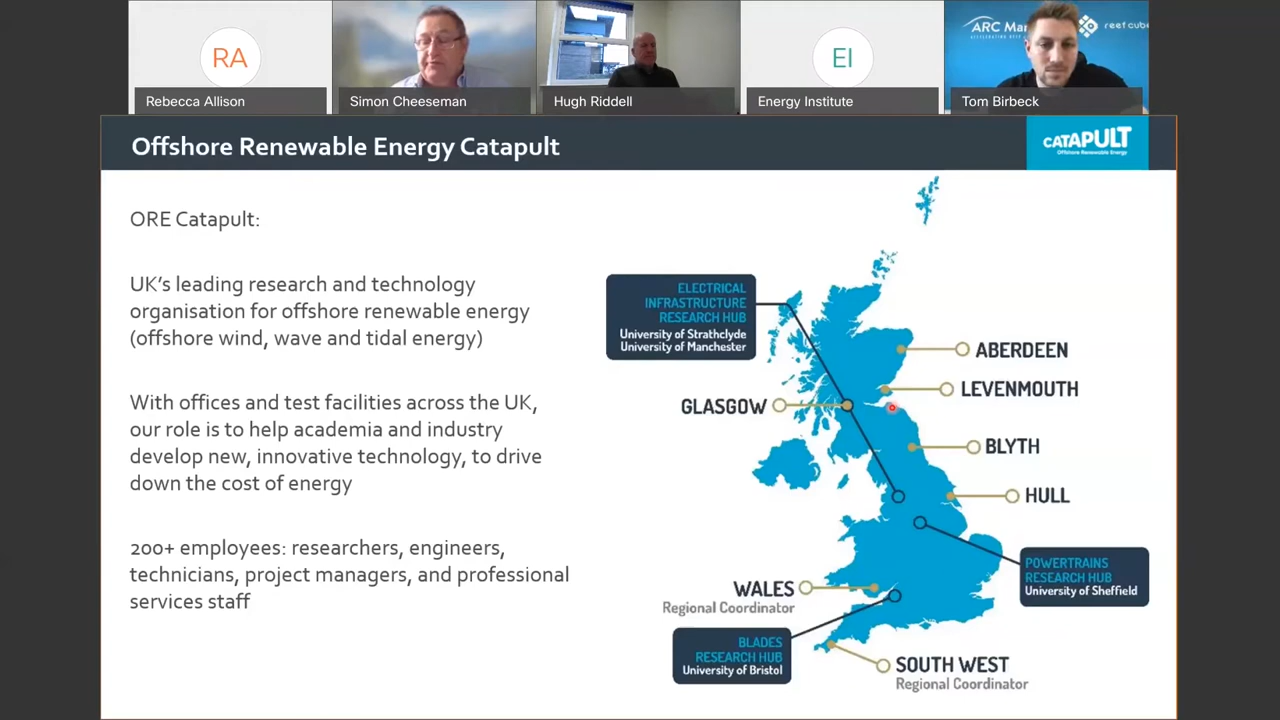 RA
EI
ARC
reef cube
Rebecca Allison
Simon Cheeseman
Hugh Riddell
Energy Institute
Tom Birbeck
Offshore Renewable Energy Catapult
CATAPULT
Offshore Renewable Energy
ORE Catapult:
UK's leading research and technology
organisation for offshore renewable energy
(offshore wind, wave and tidal energy)
With offices and test facilities across the UK,
our role is to help academia and industry
develop new, innovative technology, to drive
down the cost of energy
200+ employees: researchers, engineers,
technicians, project managers, and professional
services staff
ELECTRICAL
INFRASTRUCTURE
RESEARCH HUB
University of Strathclyde
University of Manchester
ABERDEEN
LEVENMOUTH
GLASGOW
BLYTH
HULL
POWERTRAINS
RESEARCH HUB
University of Sheffield
WALES
Regional Coordinator
BLADES
RESEARCH HUB
University of Bristol
SOUTH WEST
Regional Coordinator